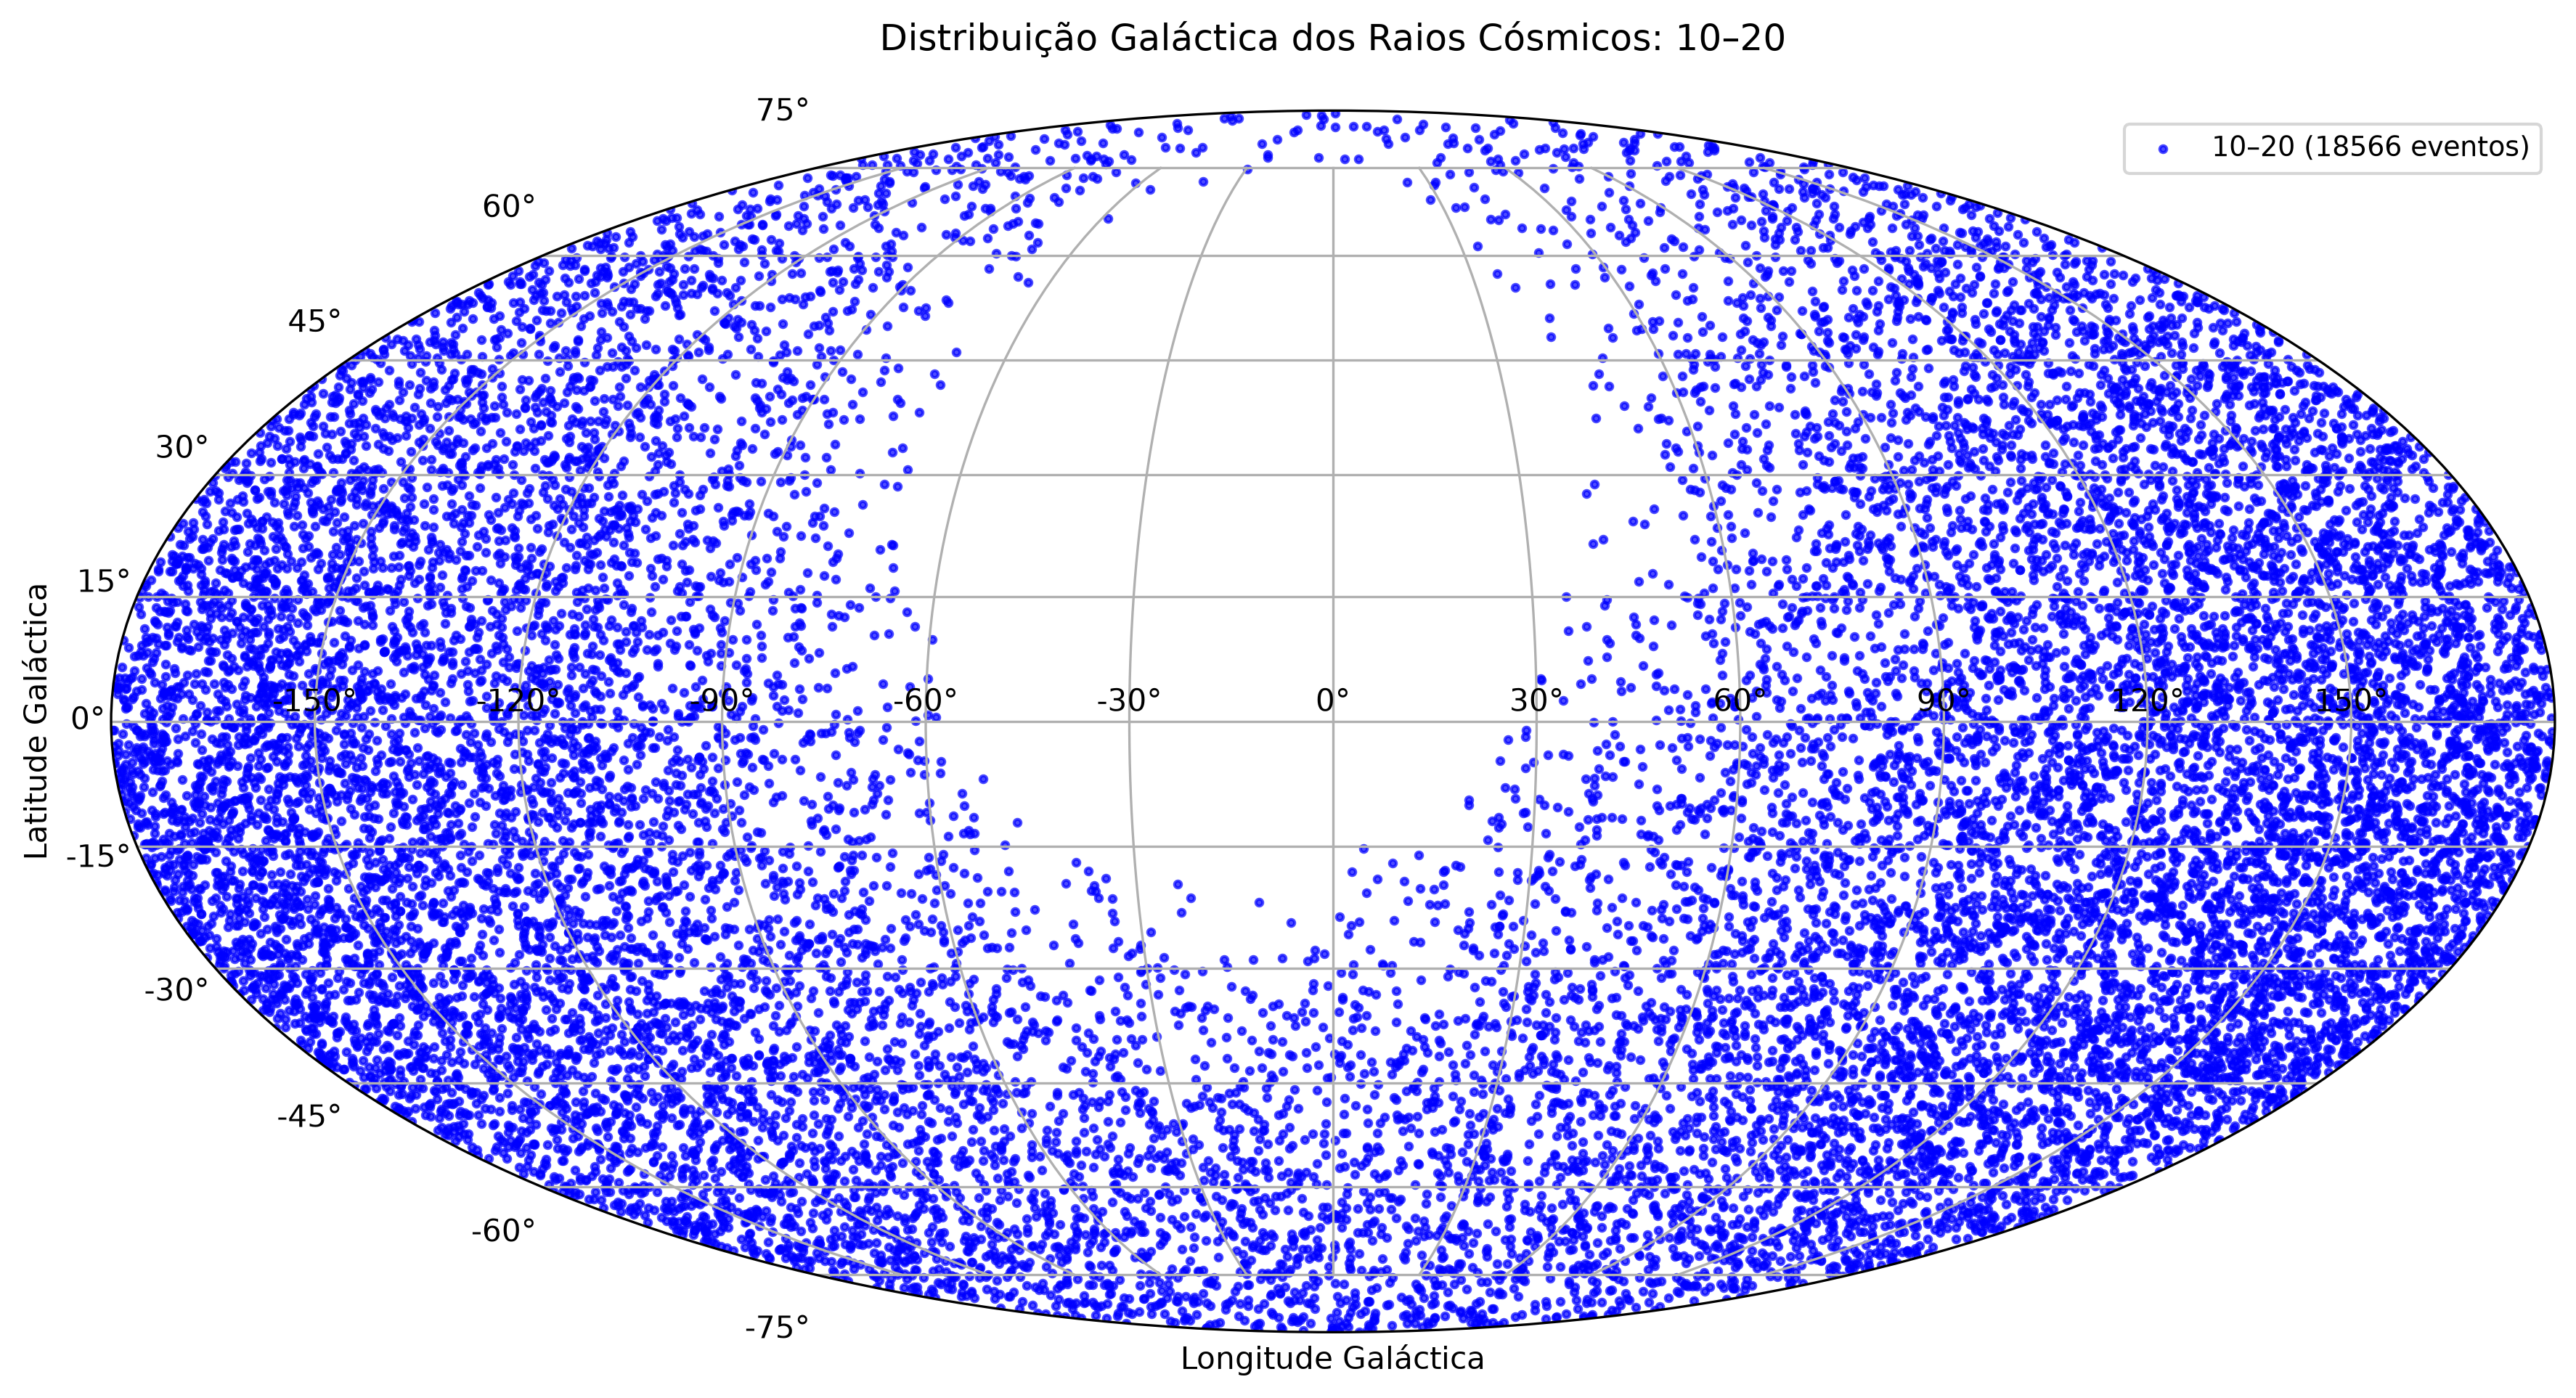 Distribuição Galáctica dos Raios Cósmicos: 10–20
10–20 (18566 eventos)
75°
60°
45°
30°
15°
0°
-15°
-30°
-45°
-60°
-75°
-150° -120° -90° -60° -30° 0° 30° 60° 90° 120° 150°
Latitude Galáctica
Longitude Galáctica